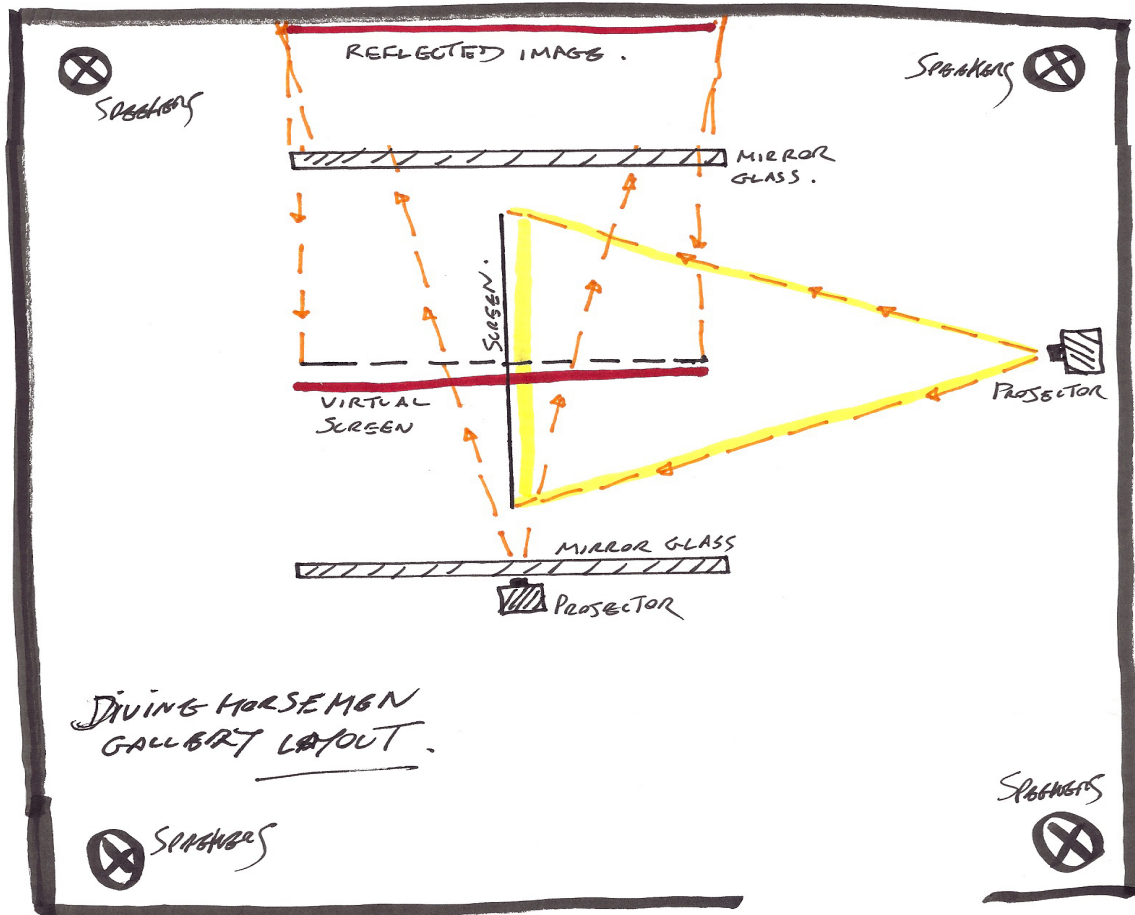 REFLECTED IMAGE.
SPEAKERS
SPEAKERS
MIRROR
GLASS.
SCREEN.
PROJECTOR
VIRTUAL
SCREEN
MIRROR GLASS
PROJECTOR
DIVING HORSEMEN
GALLERY LAYOUT.
SPEAKERS
SPEAKERS